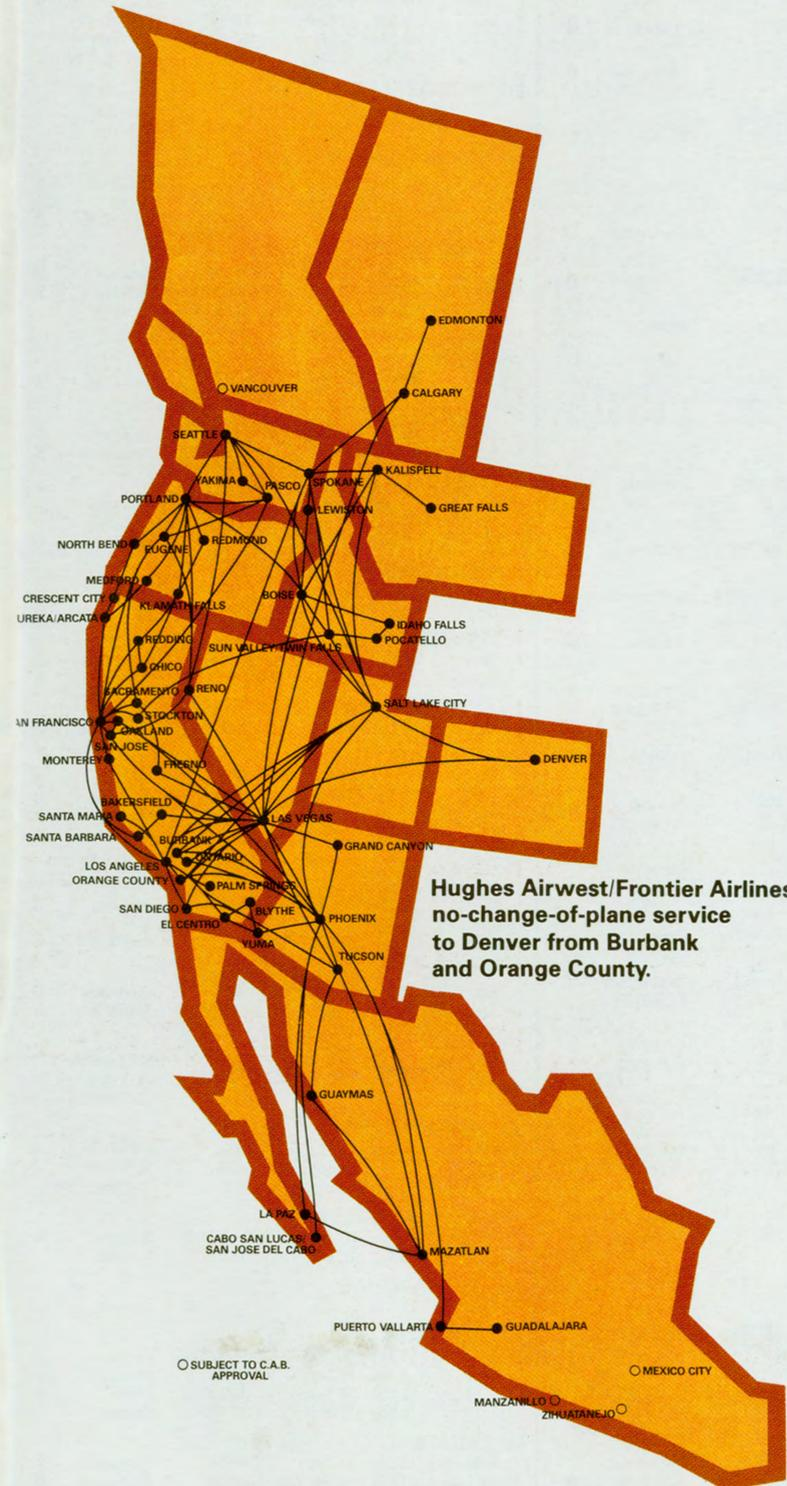 EDMONTON
VANCOUVER
CALGARY
SEATTLE
KALISPELL
YAKIMA
PASCO
SPOKANE
PORTLAND
LEWISTON
GREAT FALLS
NORTH BEND
EUGENE
REDMOND
MEDFORD
BOISE
CRESCENT CITY
KLAMATH FALLS
UREKA/ARCATA
IDAHO FALLS
REDDING
POCATELLO
SUN VALLEY/TWIN FALLS
CHICO
SACRAMENTO
RENO
SALT LAKE CITY
STOCKTON
AN FRANCISCO
OAKLAND
SAN JOSE
MONTEREY
FRESNO
DENVER
BAKERSFIELD
SANTA MARIA
LAS VEGAS
SANTA BARBARA
BURBANK
GRAND CANYON
ONTARIO
LOS ANGELES
ORANGE COUNTY
PALM SPRINGS
Hughes Airwest/Frontier Airlines
no-change-of-plane service
to Denver from Burbank
and Orange County.
SAN DIEGO
BLYTHE
PHOENIX
EL CENTRO
YUMA
TUCSON
GUAYMAS
LA PAZ
CABO SAN LUCAS/
SAN JOSE DEL CABO
MAZATLAN
PUERTO VALLARTA
GUADALAJARA
SUBJECT TO C.A.B.
APPROVAL
MEXICO CITY
MANZANILLO
ZIHUATANEJO